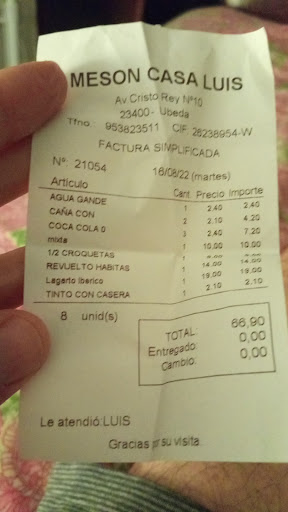 MESON CASA LUIS
Av.Cristo Rey Nº10
23400- Ubeda
Tfno.: 953823511 CIF 26238954-W
FACTURA SIMPLIFICADA
Nº: 21054 16/08/22 (martes)
Artículo Cant. Precio Importe
AGUA GANDE 1 2,40 2,40
CAÑA CON 2 2,10 4,20
COCA COLA 0 3 2,40 7,20
mixta 1 10,00 10,00
1/2 CROQUETAS 1
REVUELTO HABITAS 1 14,00 14,00
Lagarto iberico 1 19,00 19,00
TINTO CON CASERA 1 2,10 2,10
8 unid(s)
TOTAL: 66,90
Entregado: 0,00
Cambio: 0,00
Le atendió:LUIS
Gracias por su visita